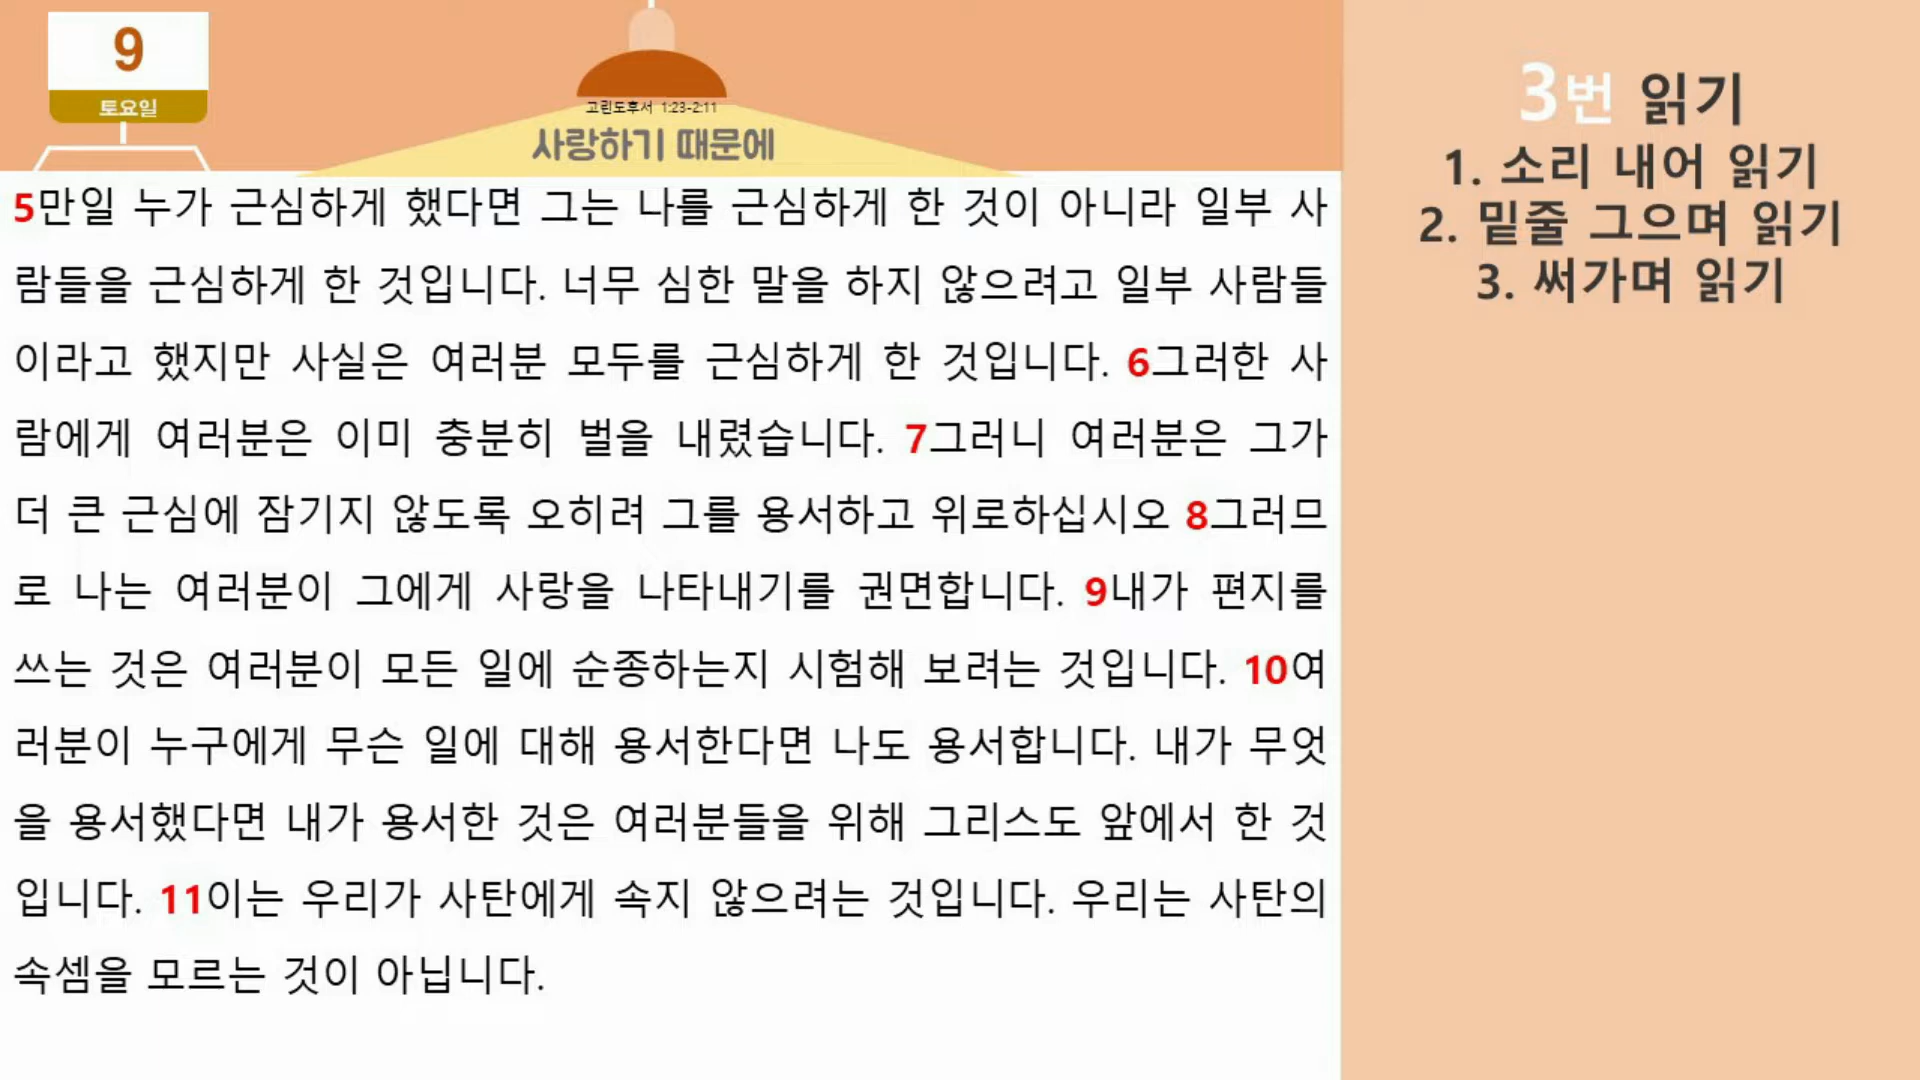 9
토요일
고린도후서 1:23-2:11
사랑하기 때문에
5만일 누가 근심하게 했다면 그는 나를 근심하게 한 것이 아니라 일부 사
람들을 근심하게 한 것입니다. 너무 심한 말을 하지 않으려고 일부 사람들
이라고 했지만 사실은 여러분 모두를 근심하게 한 것입니다. 6그러한 사
람에게 여러분은 이미 충분히 벌을 내렸습니다. 7그러니 여러분은 그가
더 큰 근심에 잠기지 않도록 오히려 그를 용서하고 위로하십시오 8그러므
로 나는 여러분이 그에게 사랑을 나타내기를 권면합니다. 9내가 편지를
쓰는 것은 여러분이 모든 일에 순종하는지 시험해 보려는 것입니다. 10여
러분이 누구에게 무슨 일에 대해 용서한다면 나도 용서합니다. 내가 무엇
을 용서했다면 내가 용서한 것은 여러분들을 위해 그리스도 앞에서 한 것
입니다. 11이는 우리가 사탄에게 속지 않으려는 것입니다. 우리는 사탄의
속셈을 모르는 것이 아닙니다.
3번 읽기
1. 소리 내어 읽기
2. 밑줄 그으며 읽기
3. 써가며 읽기